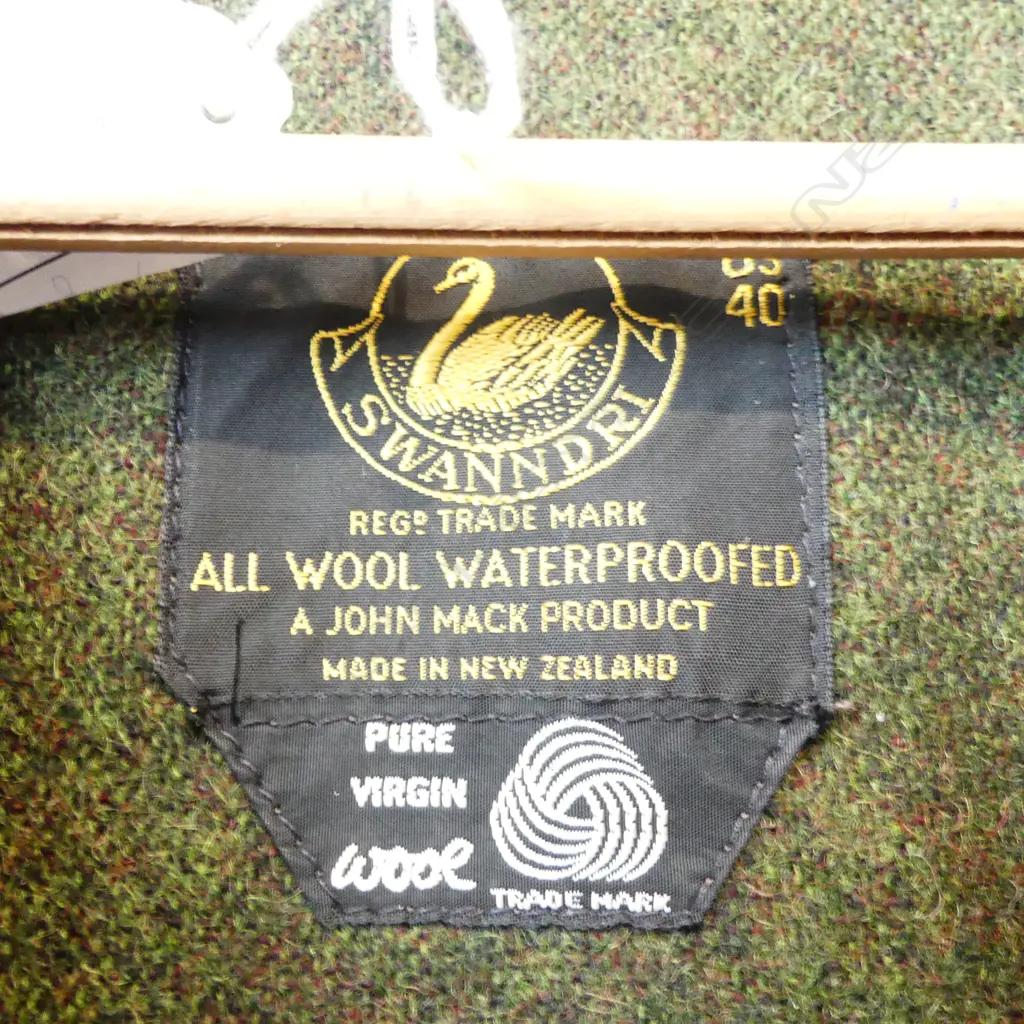 OS
40
SWANNDRI
REGD TRADE MARK
ALL WOOL WATERPROOFED
A JOHN MACK PRODUCT
MADE IN NEW ZEALAND
PURE
VIRGIN
WOOL
TRADE MARK